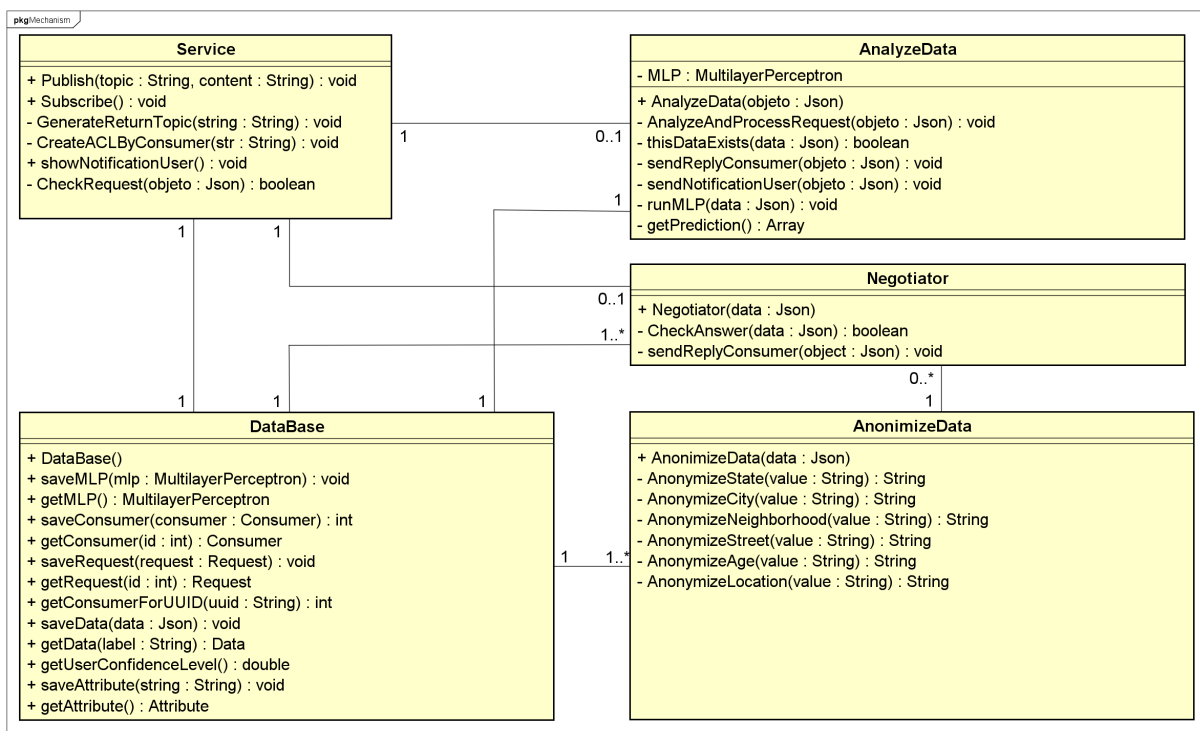 pkg Mechanism
Service
+ Publish(topic : String, content : String) : void
+ Subscribe() : void
- GenerateReturnTopic(string : String) : void
- CreateACLByConsumer(str : String) : void
+ showNotificationUser() : void
- CheckRequest(objeto : Json) : boolean
AnalyzeData
- MLP : MultilayerPerceptron
+ AnalyzeData(objeto : Json)
- AnalyzeAndProcessRequest(objeto : Json) : void
- thisDataExists(data : Json) : boolean
- sendReplyConsumer(objeto : Json) : void
- sendNotificationUser(objeto : Json) : void
- runMLP(data : Json) : void
- getPrediction() : Array
1
0..1
1
1
1
Negotiator
+ Negotiator(data : Json)
- CheckAnswer(data : Json) : boolean
- sendReplyConsumer(object : Json) : void
0..1
1..*
0..*
1
1
1
1
DataBase
+ DataBase()
+ saveMLP(mlp : MultilayerPerceptron) : void
+ getMLP() : MultilayerPerceptron
+ saveConsumer(consumer : Consumer) : int
+ getConsumer(id : int) : Consumer
+ saveRequest(request : Request) : void
+ getRequest(id : int) : Request
+ getConsumerForUUID(uuid : String) : int
+ saveData(data : Json) : void
+ getData(label : String) : Data
+ getUserConfidenceLevel() : double
+ saveAttribute(string : String) : void
+ getAttribute() : Attribute
1
1..*
AnonimizeData
+ AnonimizeData(data : Json)
- AnonymizeState(value : String) : String
- AnonymizeCity(value : String) : String
- AnonymizeNeighborhood(value : String) : String
- AnonymizeStreet(value : String) : String
- AnonymizeAge(value : String) : String
- AnonymizeLocation(value : String) : String